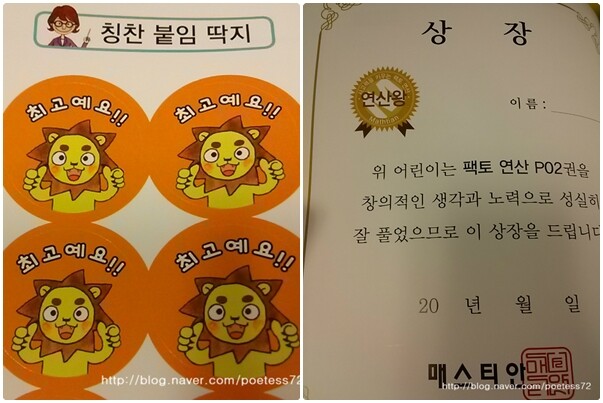 칭찬 붙임 딱지
최고예요!!
최고예요!!
최고예요!!
최고예요!!
http://blog.naver.com/poetess72
상 장
연산왕
이름 :
위 어린이는 팩토 연산 P02권을
창의적인 생각과 노력으로 성실히
잘 풀었으므로 이 상장을 드립니다
20 년 월 일
매스티안
http://blog.naver.com/poetess72